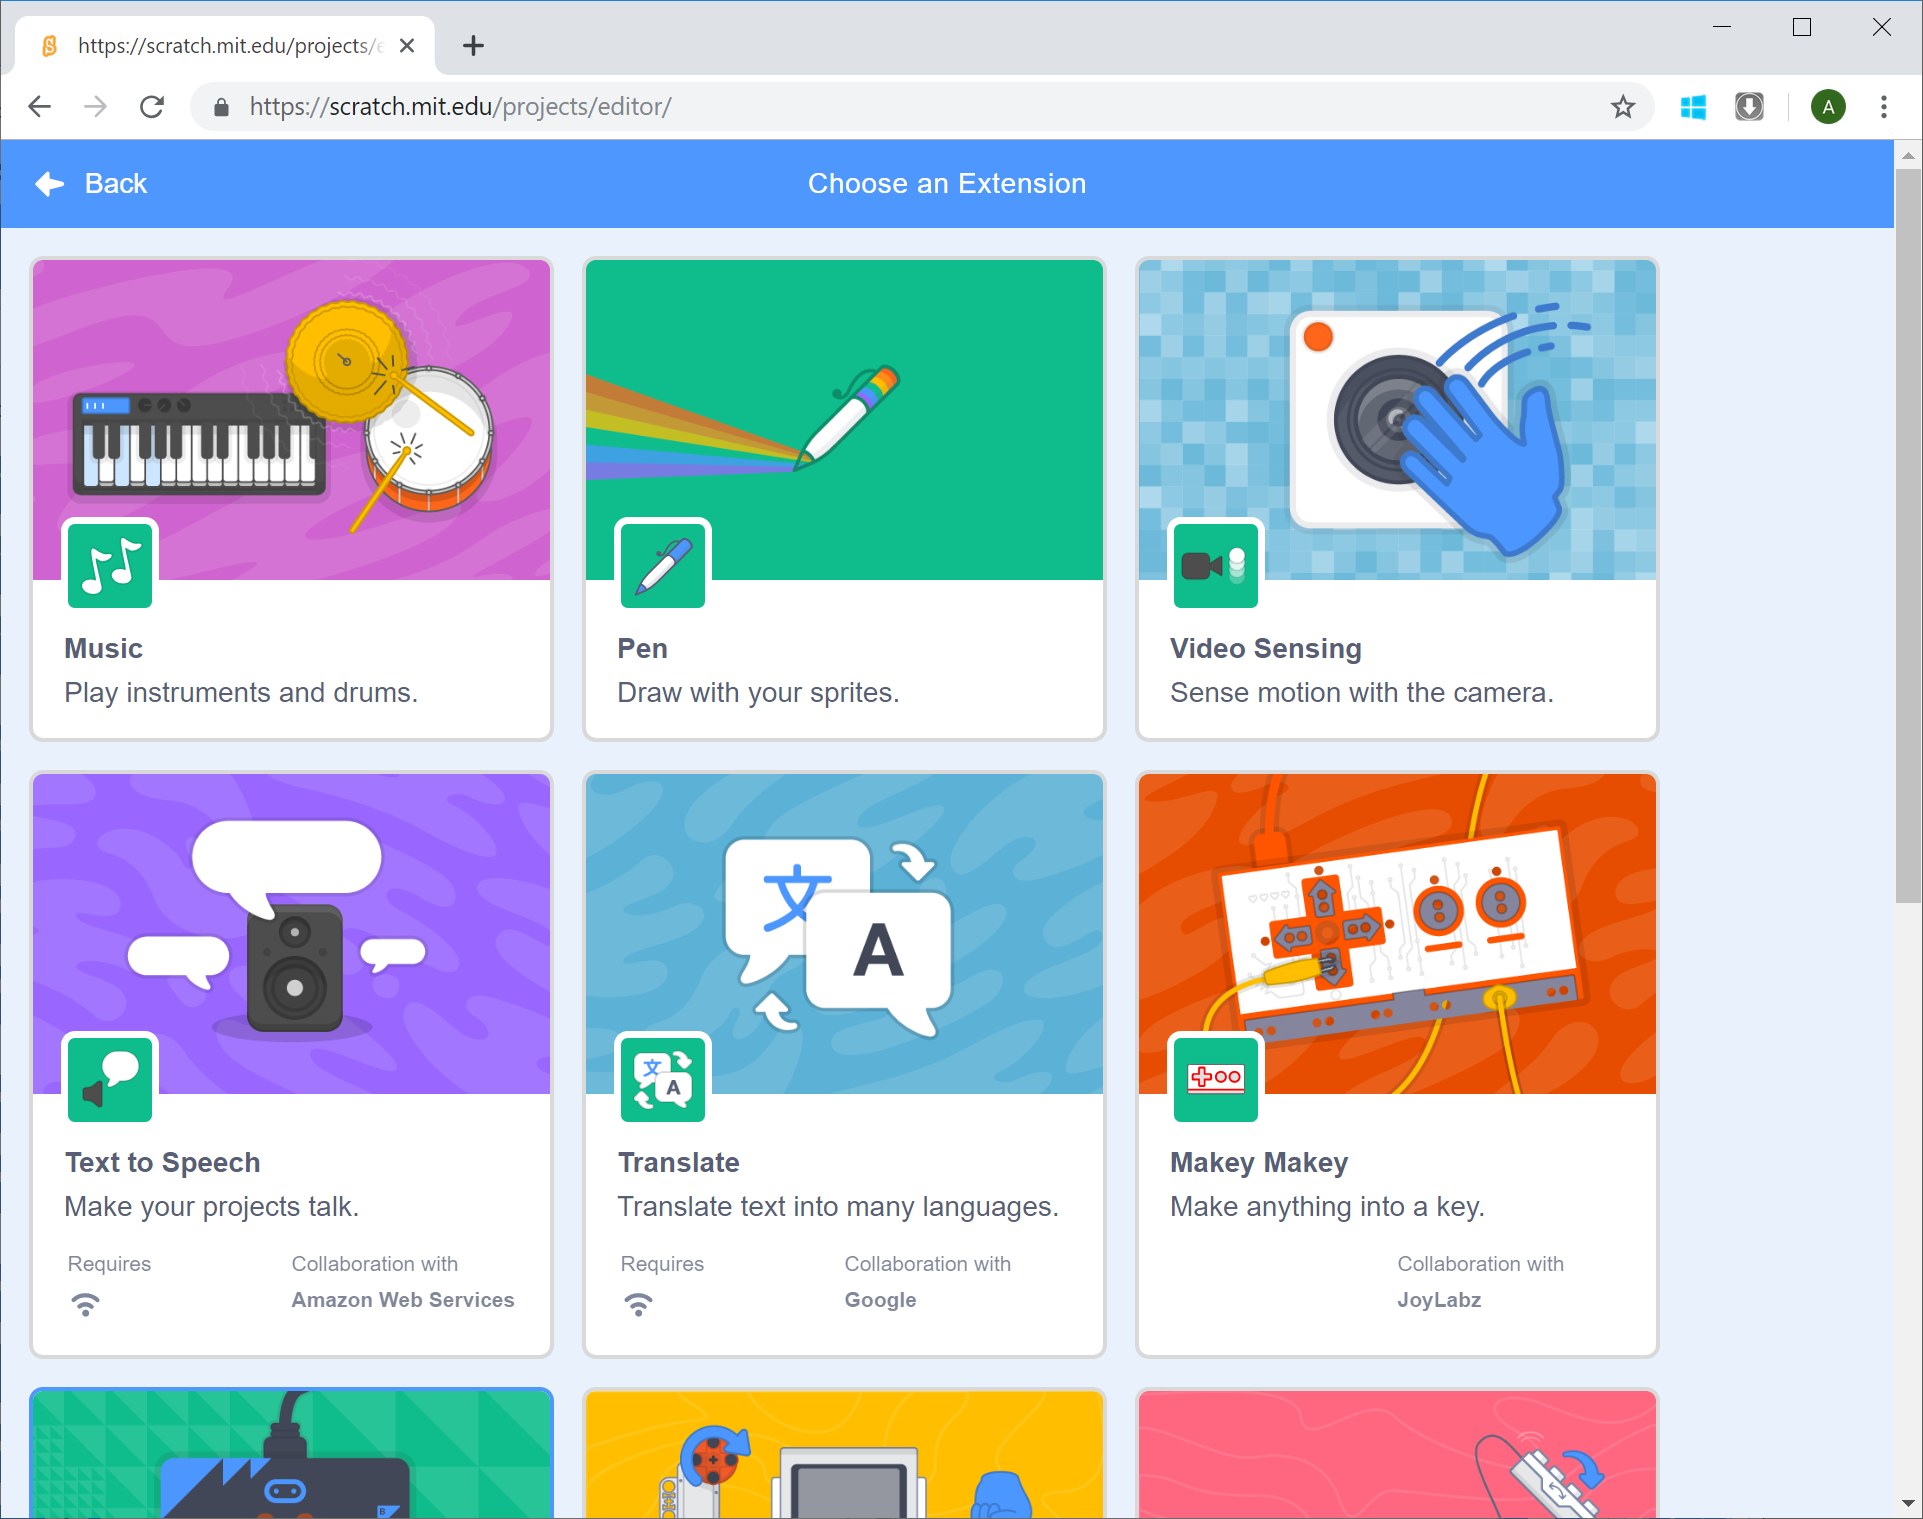 https://scratch.mit.edu/projects/e
https://scratch.mit.edu/projects/editor/
A
Back
Choose an Extension
Music
Play instruments and drums.
Pen
Draw with your sprites.
Video Sensing
Sense motion with the camera.
文
A
文
A
Text to Speech
Make your projects talk.
Requires
Collaboration with
Amazon Web Services
Translate
Translate text into many languages.
Requires
Collaboration with
Google
Makey Makey
Make anything into a key.
Collaboration with
JoyLabz
B